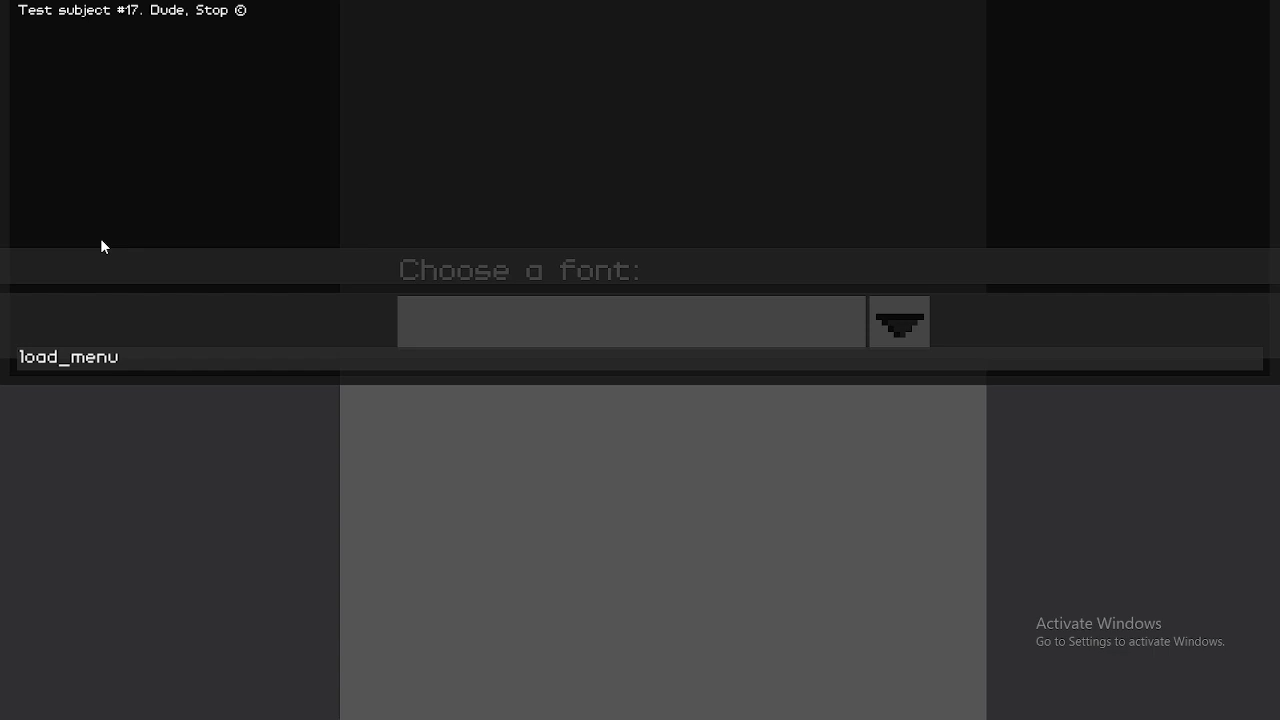 Test subject #17. Dude, Stop ©
Choose a font:
load_menu
Activate Windows
Go to Settings to activate Windows.